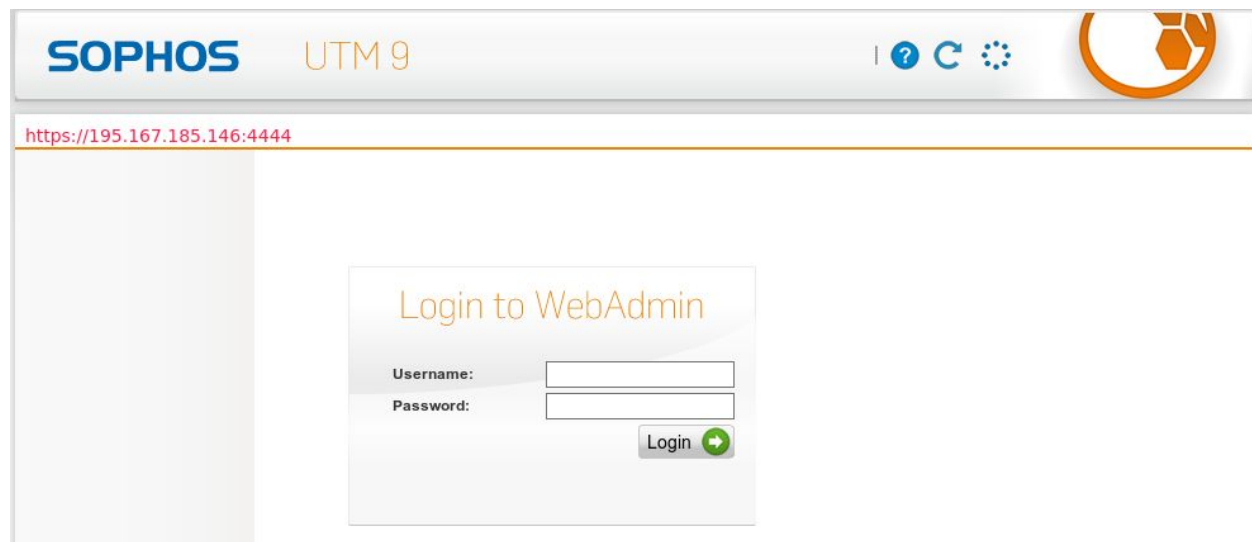 SOPHOS UTM 9 | ?
https://195.167.185.146:4444
Login to WebAdmin
Username:
Password:
Login